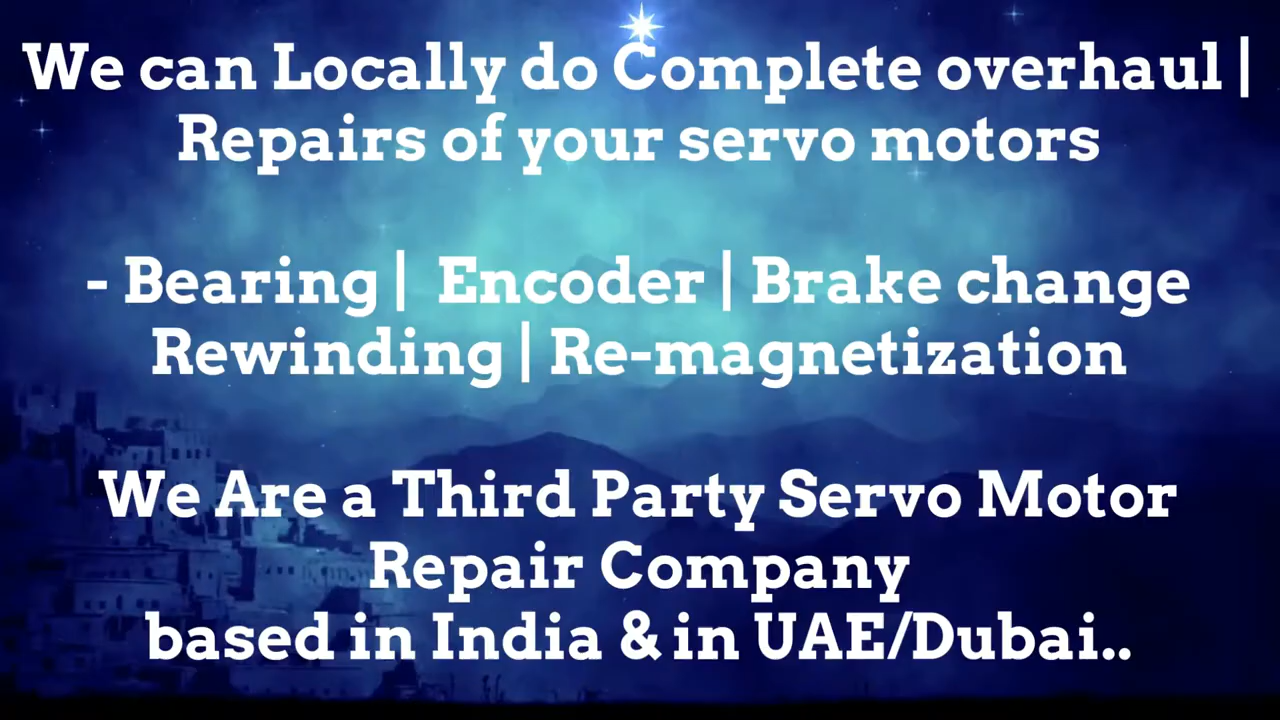 We can Locally do Complete overhaul |
Repairs of your servo motors
- Bearing | Encoder | Brake change
Rewinding | Re-magnetization
We Are a Third Party Servo Motor
Repair Company
based in India & in UAE/Dubai..